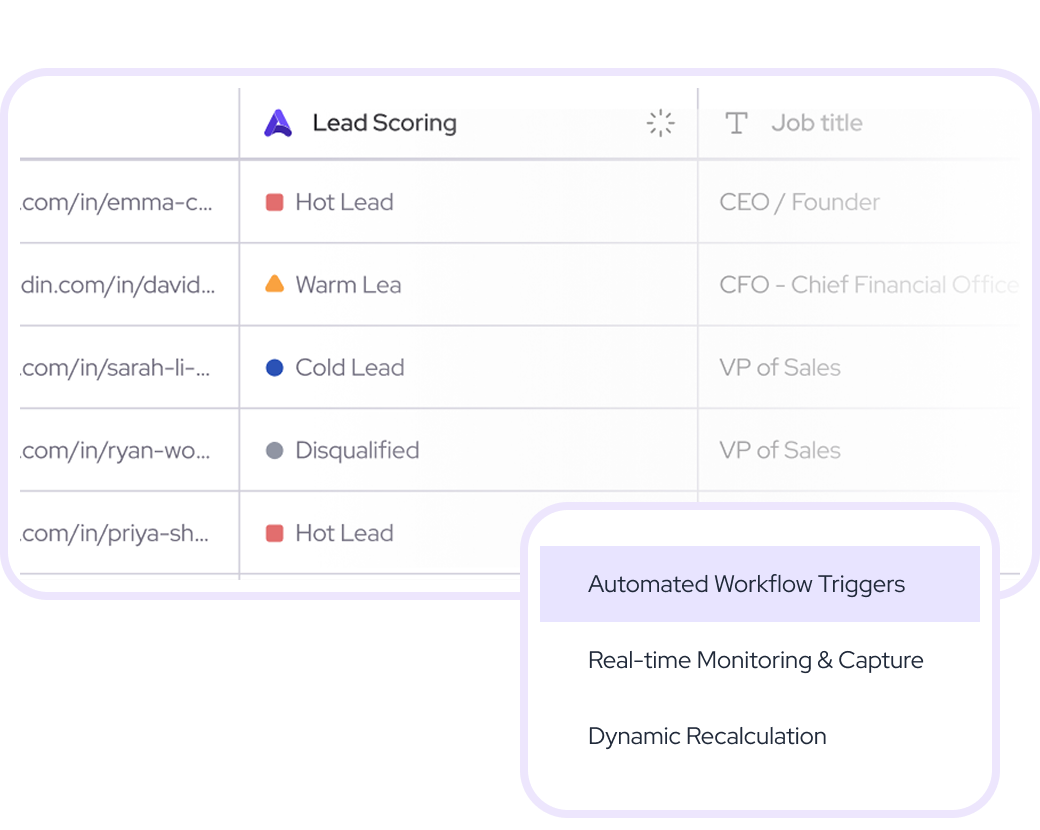 Lead Scoring T Job title
.com/in/emma-c... Hot Lead CEO / Founder
din.com/in/david... Warm Lea CFO - Chief Financial Office
.com/in/sarah-li-... Cold Lead VP of Sales
.com/in/ryan-wo... Disqualified VP of Sales
.com/in/priya-sh... Hot Lead
Automated Workflow Triggers
Real-time Monitoring & Capture
Dynamic Recalculation